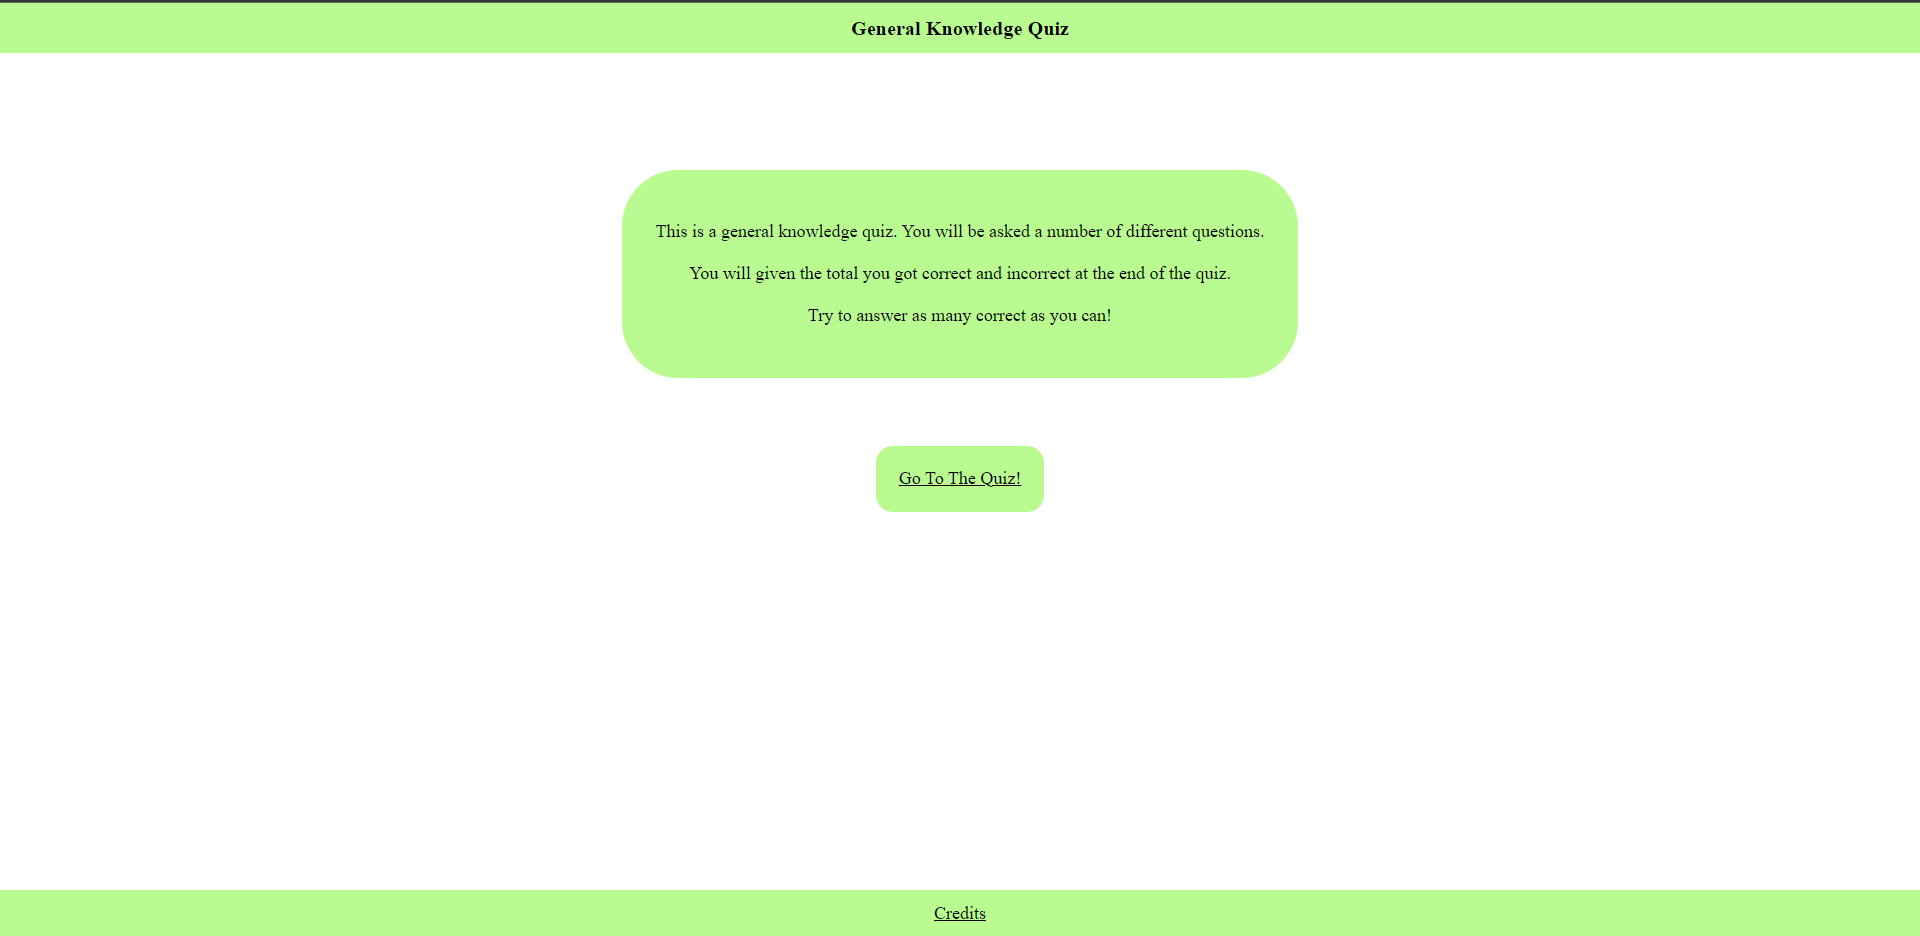 General Knowledge Quiz
This is a general knowledge quiz. You will be asked a number of different questions.
You will given the total you got correct and incorrect at the end of the quiz.
Try to answer as many correct as you can!
Go To The Quiz!
Credits